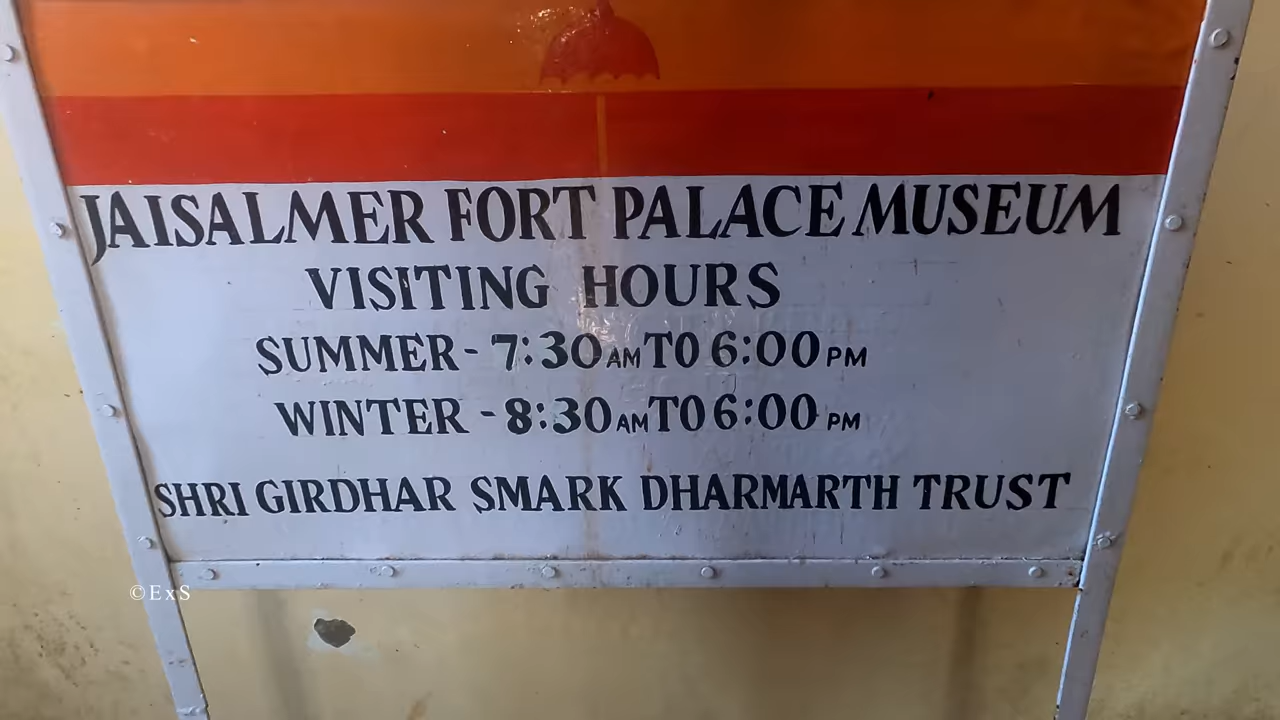 JAISALMER FORT PALACE MUSEUM
VISITING HOURS
SUMMER - 7:30 AM TO 6:00 PM
WINTER - 8:30 AM TO 6:00 PM
SHRI GIRDHAR SMARK DHARMARTH TRUST
©ExS